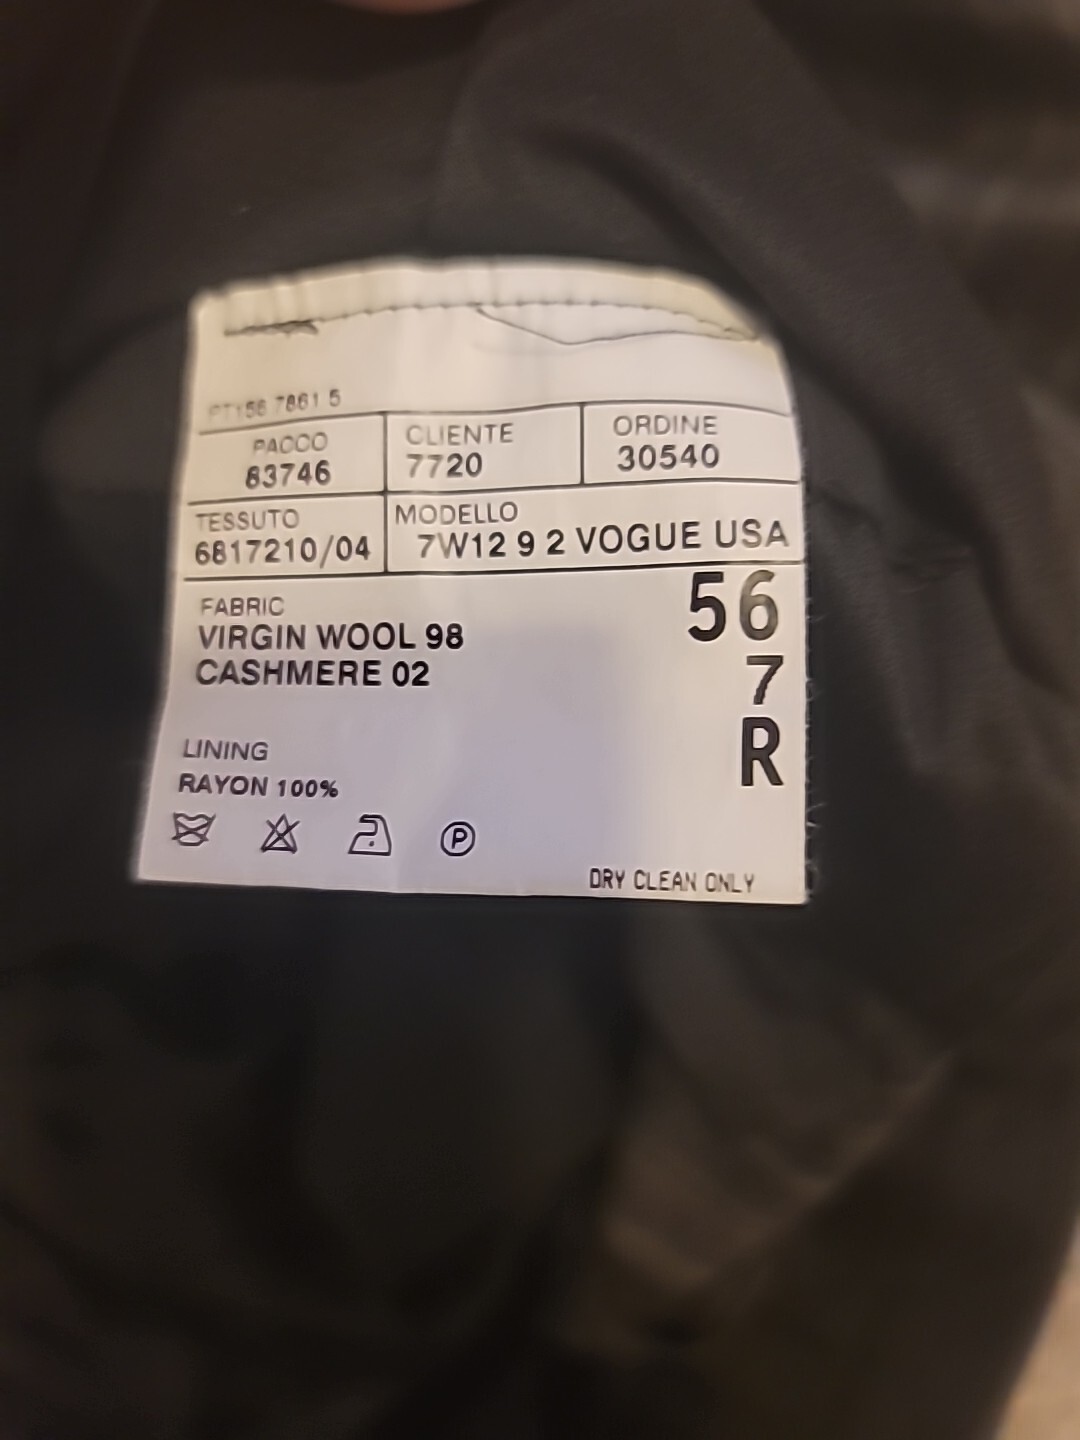 PT156 7861 5
PACCO
83746
CLIENTE
7720
ORDINE
30540
TESSUTO
6817210/04
MODELLO
7W12 9 2 VOGUE USA
56
7
R
FABRIC
VIRGIN WOOL 98
CASHMERE 02
LINING
RAYON 100%
P
DRY CLEAN ONLY